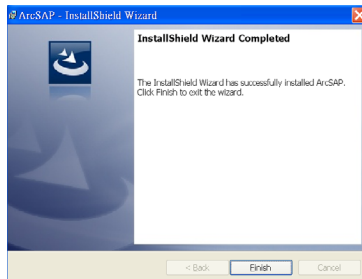 ArcSAP - InstallShield Wizard
InstallShield Wizard Completed
The InstallShield Wizard has successfully installed ArcSAP.
Click Finish to exit the wizard.
< Back
Finish
Cancel